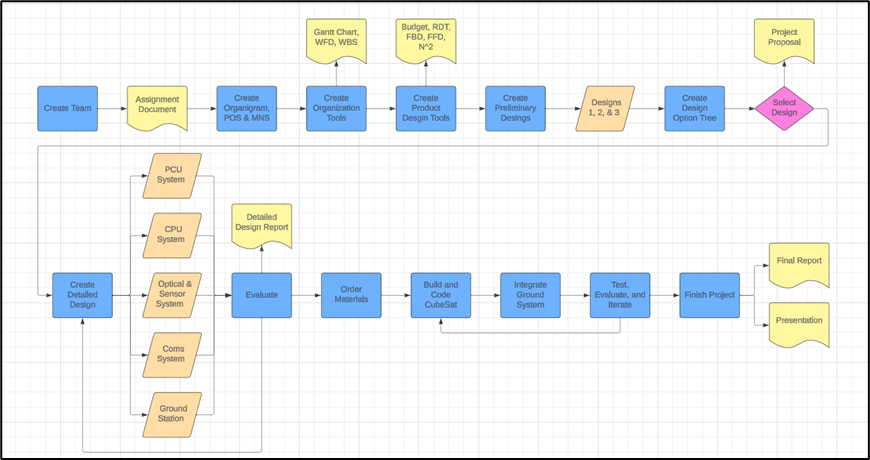 Gantt Chart,
WFD, WBS
Budget, RDT,
FBD, FFD,
N^2
Project
Proposal
Create Team
Assignment
Document
Create
Organigram,
POS & MNS
Create
Organization
Tools
Create
Product
Desgin Tools
Create
Preliminary
Desings
Designs
1, 2, & 3
Create
Design
Option Tree
Select
Design
PCU
System
CPU
System
Optical &
Sensor
System
Coms
System
Ground
Station
Create
Detailed
Design
Detailed
Design Report
Evaluate
Order
Materials
Build and
Code
CubeSat
Integrate
Ground
System
Test,
Evaluate, and
Iterate
Finish Project
Final Report
Presentation